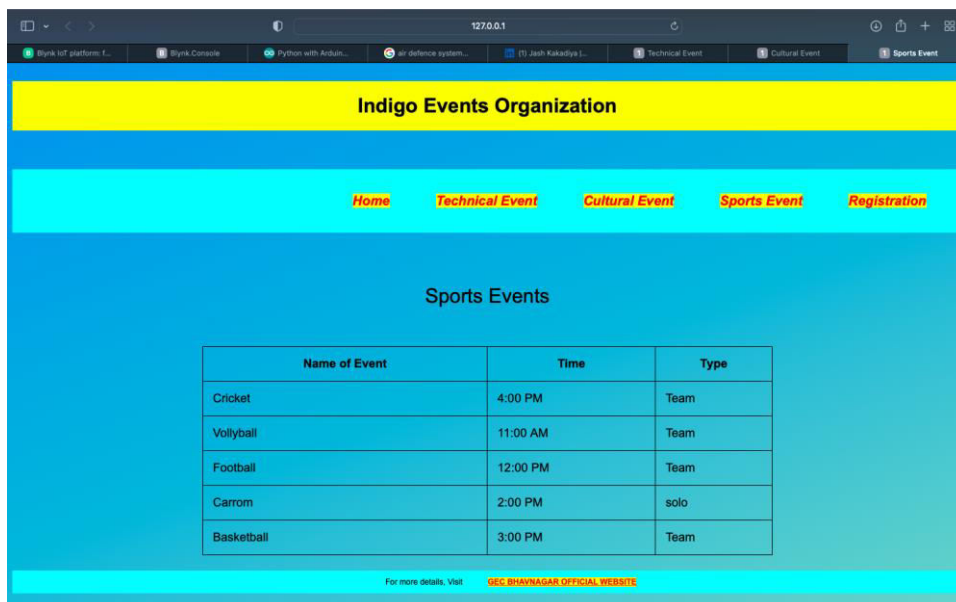 127.0.0.1
Blynk IoT platform: f... Blynk.Console Python with Arduin... air defence system... (1) Jash Kakadiya |... Technical Event Cultural Event Sports Event
Indigo Events Organization
Home Technical Event Cultural Event Sports Event Registration
Sports Events
Name of Event Time Type
Cricket 4:00 PM Team
Vollyball 11:00 AM Team
Football 12:00 PM Team
Carrom 2:00 PM solo
Basketball 3:00 PM Team
For more details, Visit GEC BHAVNAGAR OFFICIAL WEBSITE